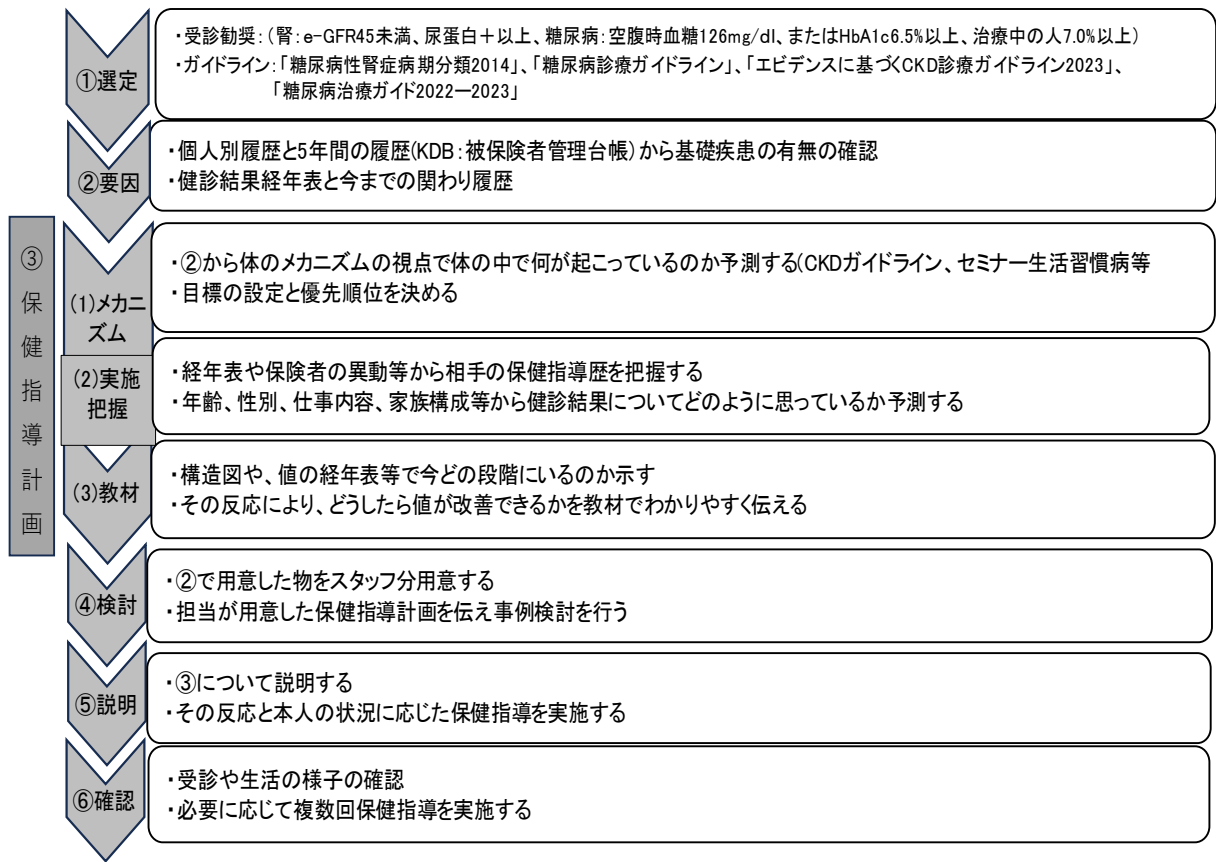 ①選定
・受診勧奨：（腎：e-GFR45未満、尿蛋白＋以上、糖尿病：空腹時血糖126mg/dl、またはHbA1c6.5%以上、治療中の人7.0%以上）
・ガイドライン：「糖尿病性腎症病期分類2014」、「糖尿病診療ガイドライン」、「エビデンスに基づくCKD診療ガイドライン2023」、
「糖尿病治療ガイド2022ー2023」
②要因
・個人別履歴と5年間の履歴(KDB：被保険者管理台帳)から基礎疾患の有無の確認
・健診結果経年表と今までの関わり履歴
③保健指導計画
(1)メカニ
ズム
・②から体のメカニズムの視点で体の中で何が起こっているのか予測する(CKDガイドライン、セミナー生活習慣病等
・目標の設定と優先順位を決める
(2)実施
把握
・経年表や保険者の異動等から相手の保健指導歴を把握する
・年齢、性別、仕事内容、家族構成等から健診結果についてどのように思っているか予測する
(3)教材
・構造図や、値の経年表等で今どの段階にいるのか示す
・その反応により、どうしたら値が改善できるかを教材でわかりやすく伝える
④検討
・②で用意した物をスタッフ分用意する
・担当が用意した保健指導計画を伝え事例検討を行う
⑤説明
・③について説明する
・その反応と本人の状況に応じた保健指導を実施する
⑥確認
・受診や生活の様子の確認
・必要に応じて複数回保健指導を実施する